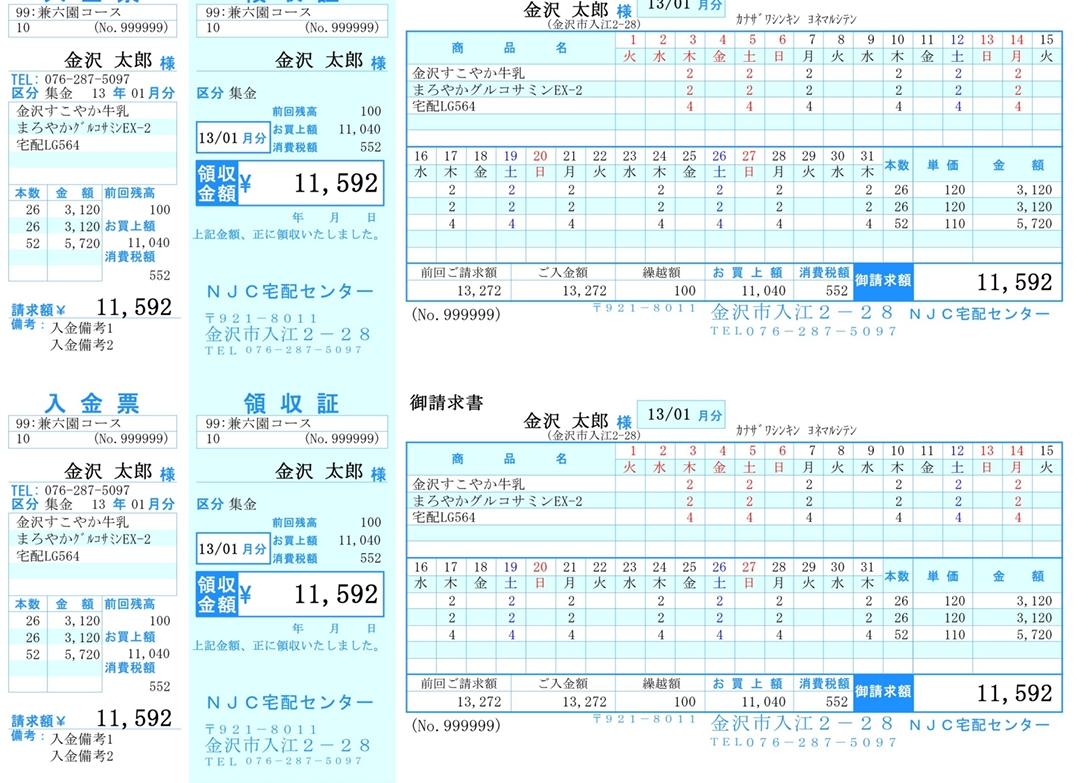 99:兼六園コース
10 (No.999999)
金沢 太郎 様
TEL: 076-287-5097
区分 集金 13 年 01 月分
金沢すこやか牛乳
まろやかｸﾞﾙｺｻﾐﾝEX-2
宅配LG564
本数 金 額 前回残高
26 3,120 100
26 3,120 お買上額
52 5,720 11,040
消費税額
552
請求額¥ 11,592
備考: 入金備考1
入金備考2
99:兼六園コース
10 (No.999999)
金沢 太郎 様
区分 集金
前回残高 100
13/01 月分 お買上額 11,040
消費税額 552
領収金額 ¥ 11,592
年 月 日
上記金額、正に領収いたしました。
NJC宅配センター
〒921-8011
金沢市入江2-28
TEL 076-287-5097
金沢 太郎 様 13/01 月分
(金沢市入江2-28) ｶﾅｻﾞﾜｼﾝｷﾝ ﾖﾈﾏﾙｼﾃﾝ
商 品 名 1 2 3 4 5 6 7 8 9 10 11 12 13 14 15
火 水 木 金 土 日 月 火 水 木 金 土 日 月 火
金沢すこやか牛乳 2 2 2 2 2 2
まろやかグルコサミンEX-2 2 2 2 2 2 2
宅配LG564 4 4 4 4 4 4
16 17 18 19 20 21 22 23 24 25 26 27 28 29 30 31 本数 単 価 金 額
水 木 金 土 日 月 火 水 木 金 土 日 月 火 水 木
2 2 2 2 2 2 2 26 120 3,120
2 2 2 2 2 2 2 26 120 3,120
4 4 4 4 4 4 4 52 110 5,720
前回ご請求額 ご入金額 繰越額 お 買 上 額 消費税額 御請求額 11,592
13,272 13,272 100 11,040 552
(No.999999) 〒921-8011 金沢市入江2-28 NJC宅配センター
TEL076-287-5097
入 金 票
99:兼六園コース
10 (No.999999)
金沢 太郎 様
TEL: 076-287-5097
区分 集金 13 年 01 月分
金沢すこやか牛乳
まろやかｸﾞﾙｺｻﾐﾝEX-2
宅配LG564
本数 金 額 前回残高
26 3,120 100
26 3,120 お買上額
52 5,720 11,040
消費税額
552
請求額¥ 11,592
備考: 入金備考1
入金備考2
領 収 証
99:兼六園コース
10 (No.999999)
金沢 太郎 様
区分 集金
前回残高 100
13/01 月分 お買上額 11,040
消費税額 552
領収金額 ¥ 11,592
年 月 日
上記金額、正に領収いたしました。
NJC宅配センター
〒921-8011
金沢市入江2-28
TEL 076-287-5097
御請求書
金沢 太郎 様 13/01 月分
(金沢市入江2-28) ｶﾅｻﾞﾜｼﾝｷﾝ ﾖﾈﾏﾙｼﾃﾝ
商 品 名 1 2 3 4 5 6 7 8 9 10 11 12 13 14 15
火 水 木 金 土 日 月 火 水 木 金 土 日 月 火
金沢すこやか牛乳 2 2 2 2 2 2
まろやかグルコサミンEX-2 2 2 2 2 2 2
宅配LG564 4 4 4 4 4 4
16 17 18 19 20 21 22 23 24 25 26 27 28 29 30 31 本数 単 価 金 額
水 木 金 土 日 月 火 水 木 金 土 日 月 火 水 木
2 2 2 2 2 2 2 26 120 3,120
2 2 2 2 2 2 2 26 120 3,120
4 4 4 4 4 4 4 52 110 5,720
前回ご請求額 ご入金額 繰越額 お 買 上 額 消費税額 御請求額 11,592
13,272 13,272 100 11,040 552
(No.999999) 〒921-8011 金沢市入江2-28 NJC宅配センター
TEL076-287-5097